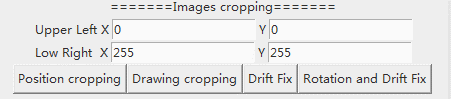 =======Images cropping=======
Upper Left X 0 Y 0
Low Right X 255 Y 255
Position cropping Drawing cropping Drift Fix Rotation and Drift Fix